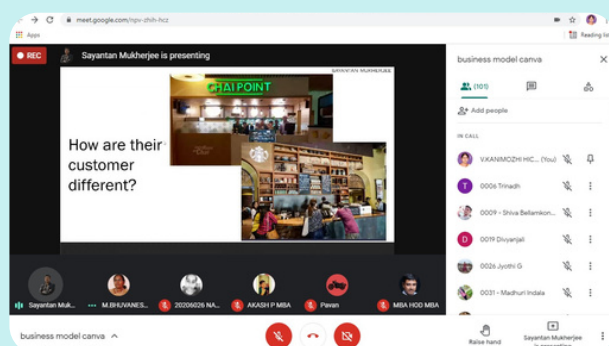 meet.google.com/npv-zhih-hcz
Apps
Reading list
REC
Sayantan Mukherjee is presenting
SAYANTAN MUKHERJEE
CHAI POINT
How are their
customer
different?
Sayantan Muk...
M.BHUVANES...
20206026 NA...
AKASH P MBA
Pavan
MBA HOD MBA
business model canva
business model canva
(101)
Add people
IN CALL
V.KANIMOZHI HIC... (You)
T
0006 Trinadh
0009 - Shiva Bellamkon...
D
0019 Divyanjali
0026 Jyothi G
0031 - Madhuri Indala
Raise hand
Sayantan Mukherjee
is presenting